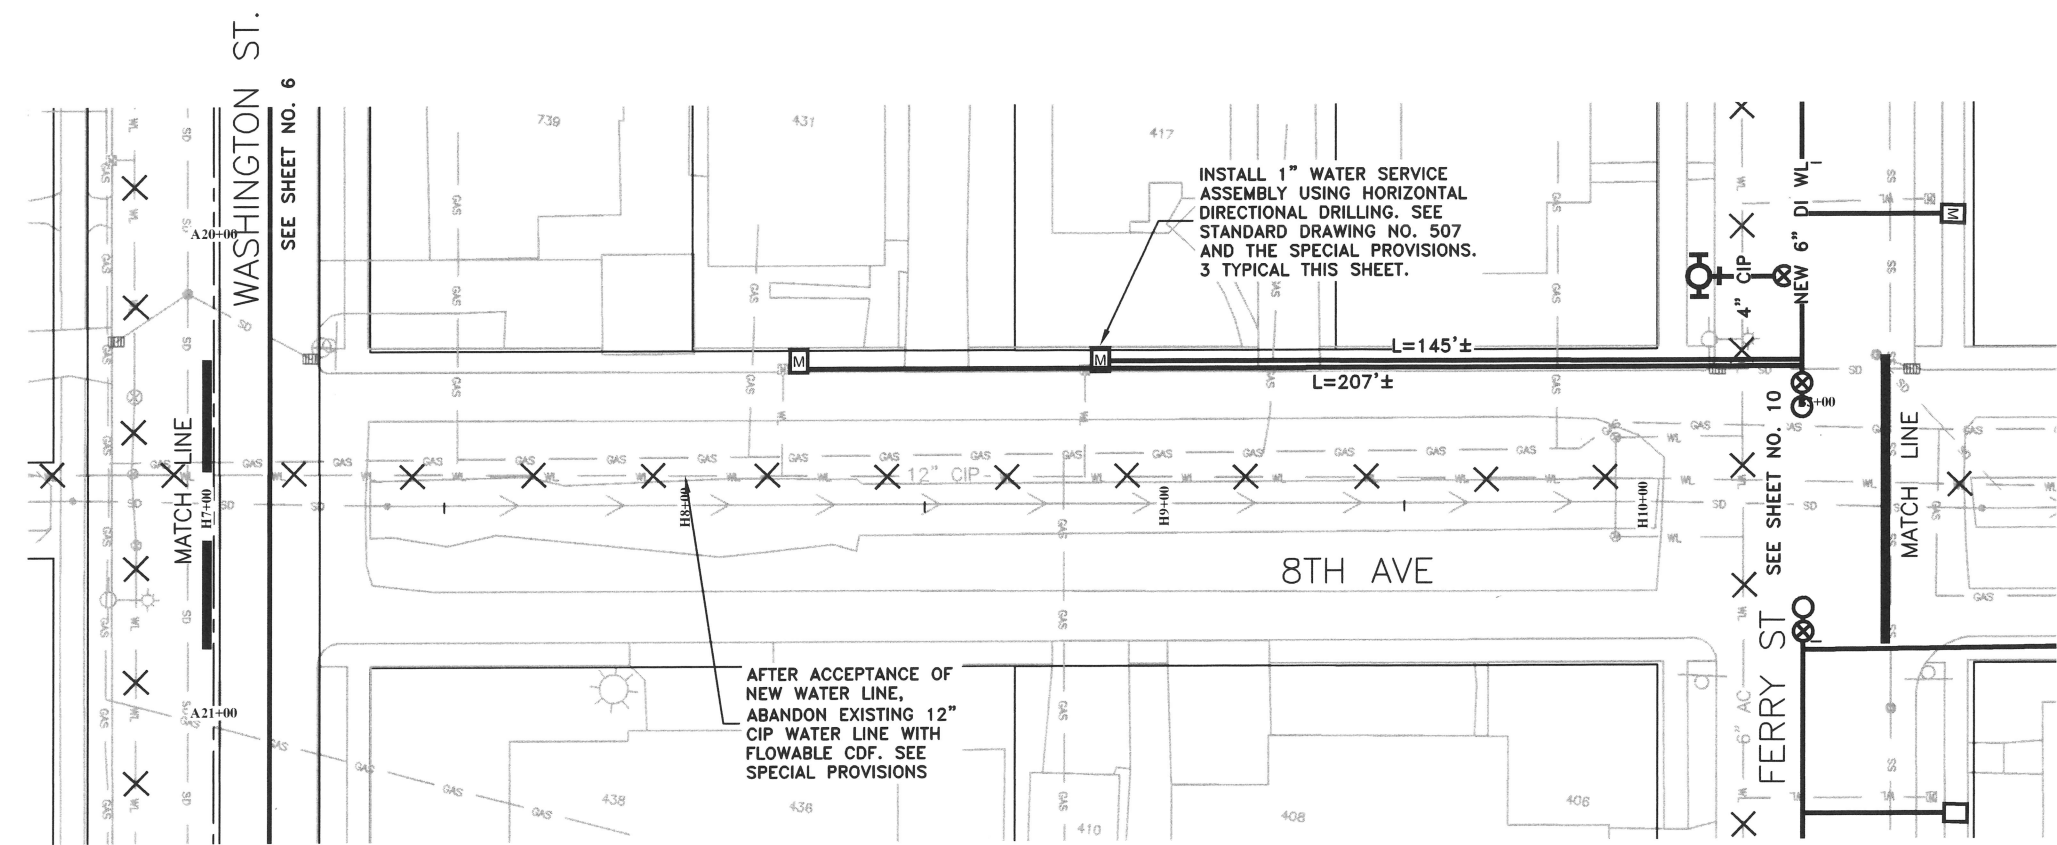 WASHINGTON ST.
SEE SHEET NO. 6
MATCH LINE
A20+00
A21+00
H7+00
H8+00
H9+00
H10+00
739
431
417
INSTALL 1" WATER SERVICE
ASSEMBLY USING HORIZONTAL
DIRECTIONAL DRILLING. SEE
STANDARD DRAWING NO. 507
AND THE SPECIAL PROVISIONS.
3 TYPICAL THIS SHEET.
M
M
M
L=145'±
L=207'±
12" CIP
8TH AVE
AFTER ACCEPTANCE OF
NEW WATER LINE,
ABANDON EXISTING 12"
CIP WATER LINE WITH
FLOWABLE CDF. SEE
SPECIAL PROVISIONS
438
436
410
408
406
4" CIP
NEW 6" DI WL
SEE SHEET NO. 10
MATCH LINE
FERRY ST
6" AC
GAS
WL
SD
SS